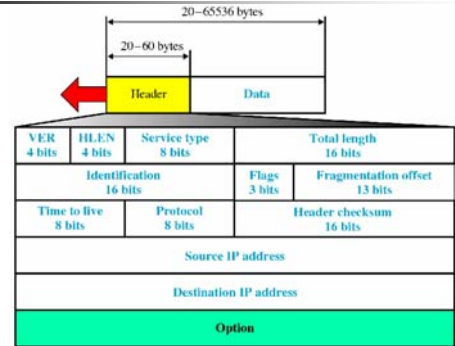 20–65536 bytes
20–60 bytes
Header Data
VER HLEN Service type Total length
4 bits 4 bits 8 bits 16 bits
Identification Flags Fragmentation offset
16 bits 3 bits 13 bits
Time to live Protocol Header checksum
8 bits 8 bits 16 bits
Source IP address
Destination IP address
Option